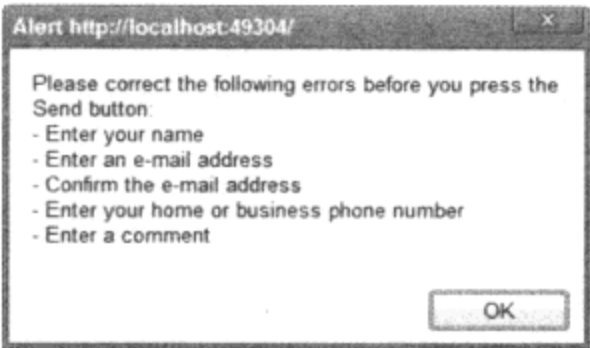 Alert http://localhost:49304/
Please correct the following errors before you press the
Send button:
- Enter your name
- Enter an e-mail address
- Confirm the e-mail address
- Enter your home or business phone number
- Enter a comment
OK